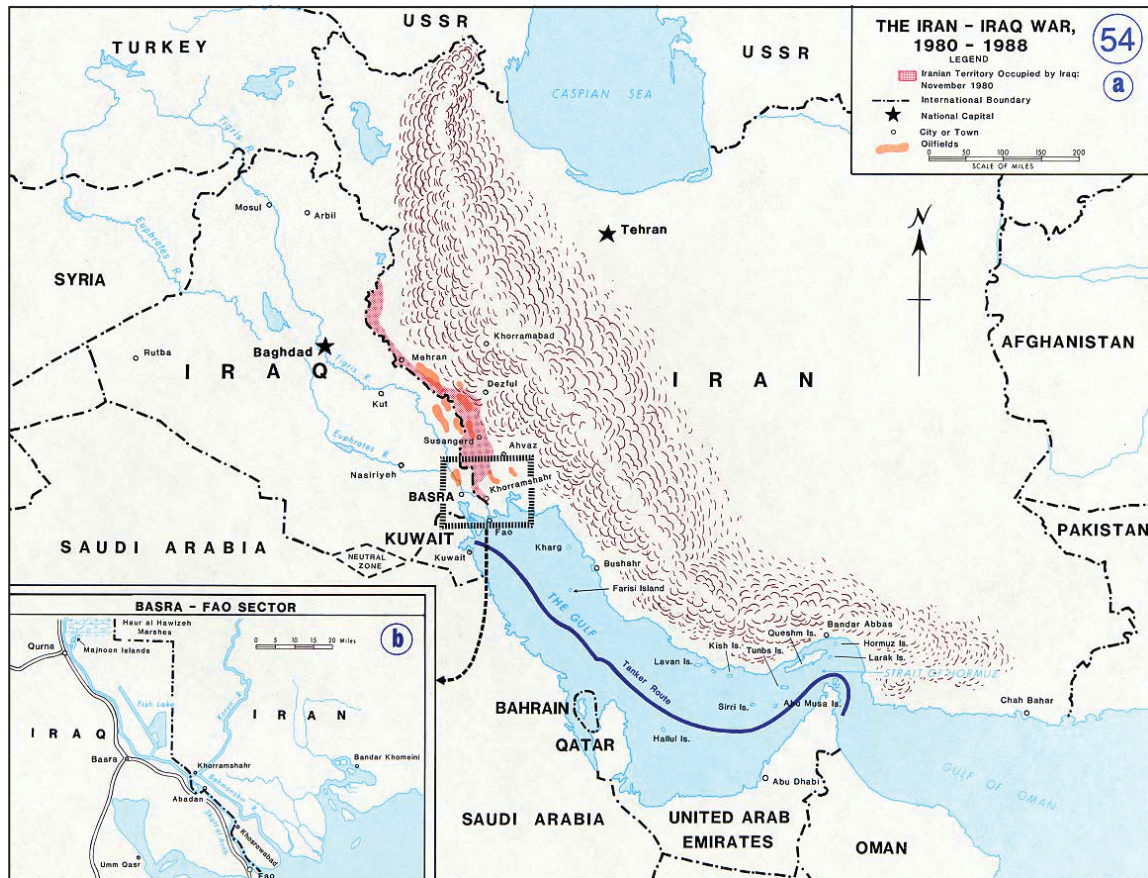 THE IRAN - IRAQ WAR,
1980 - 1988
54
a
LEGEND
Iranian Territory Occupied by Iraq:
November 1980
International Boundary
National Capital
City or Town
Oilfields
0 50 100 150 200
SCALE OF MILES
USSR
TURKEY
USSR
CASPIAN SEA
Tigris R.
Mosul
Arbil
N
Tehran
Euphrates R.
SYRIA
AFGHANISTAN
Khorramabad
Rutba
Baghdad
Mehran
IRAQ
Tigris R.
IRAN
Dezful
Kut
Susangerd
Euphrates R.
Ahvaz
Nasiriyeh
Khorramshahr
BASRA
PAKISTAN
Fao
SAUDI ARABIA
KUWAIT
NEUTRAL
ZONE
Kuwait
Kharg
Bushahr
Farisi Island
THE GULF
Bandar Abbas
Queshm Is.
Hormuz Is.
Kish Is.
Tunbs Is.
Larak Is.
Lavan Is.
STRAIT OF HORMUZ
Tanker Route
Chah Bahar
Sirri Is.
Abu Musa Is.
BAHRAIN
Hallul Is.
QATAR
GULF OF OMAN
Abu Dhabi
SAUDI ARABIA
UNITED ARAB
EMIRATES
OMAN
BASRA - FAO SECTOR
b
Haur al Hawizeh
Marshes
0 5 10 15 20 Miles
Qurna
Majnoon Islands
Fish Lake
Karun R.
IRAQ
IRAN
Basra
Khorramshahr
Bandar Khomeini
Bahmanshir R.
Abadan
Shatt al Arab
Khosrowabad
Umm Qasr
Fao